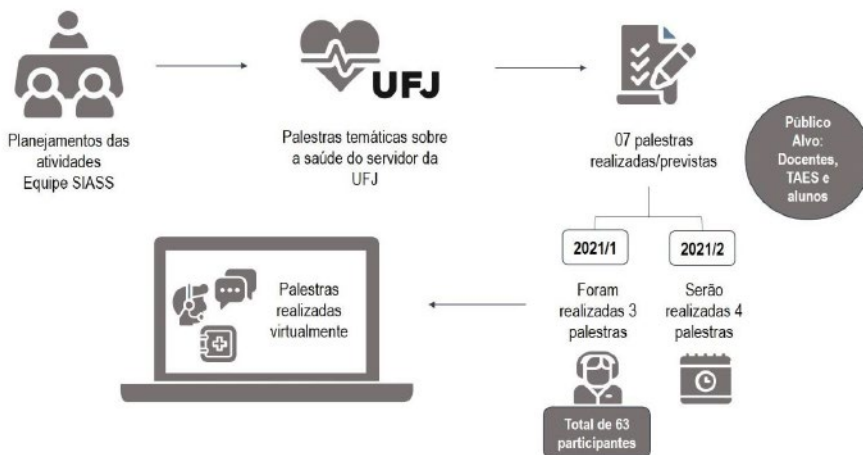 Planejamentos das
atividades
Equipe SIASS
UFJ
Palestras temáticas sobre
a saúde do servidor da
UFJ
07 palestras
realizadas/previstas
Público
Alvo:
Docentes,
TAES e
alunos
2021/1
Foram
realizadas 3
palestras
Total de 63
participantes
2021/2
Serão
realizadas 4
palestras
Palestras
realizadas
virtualmente